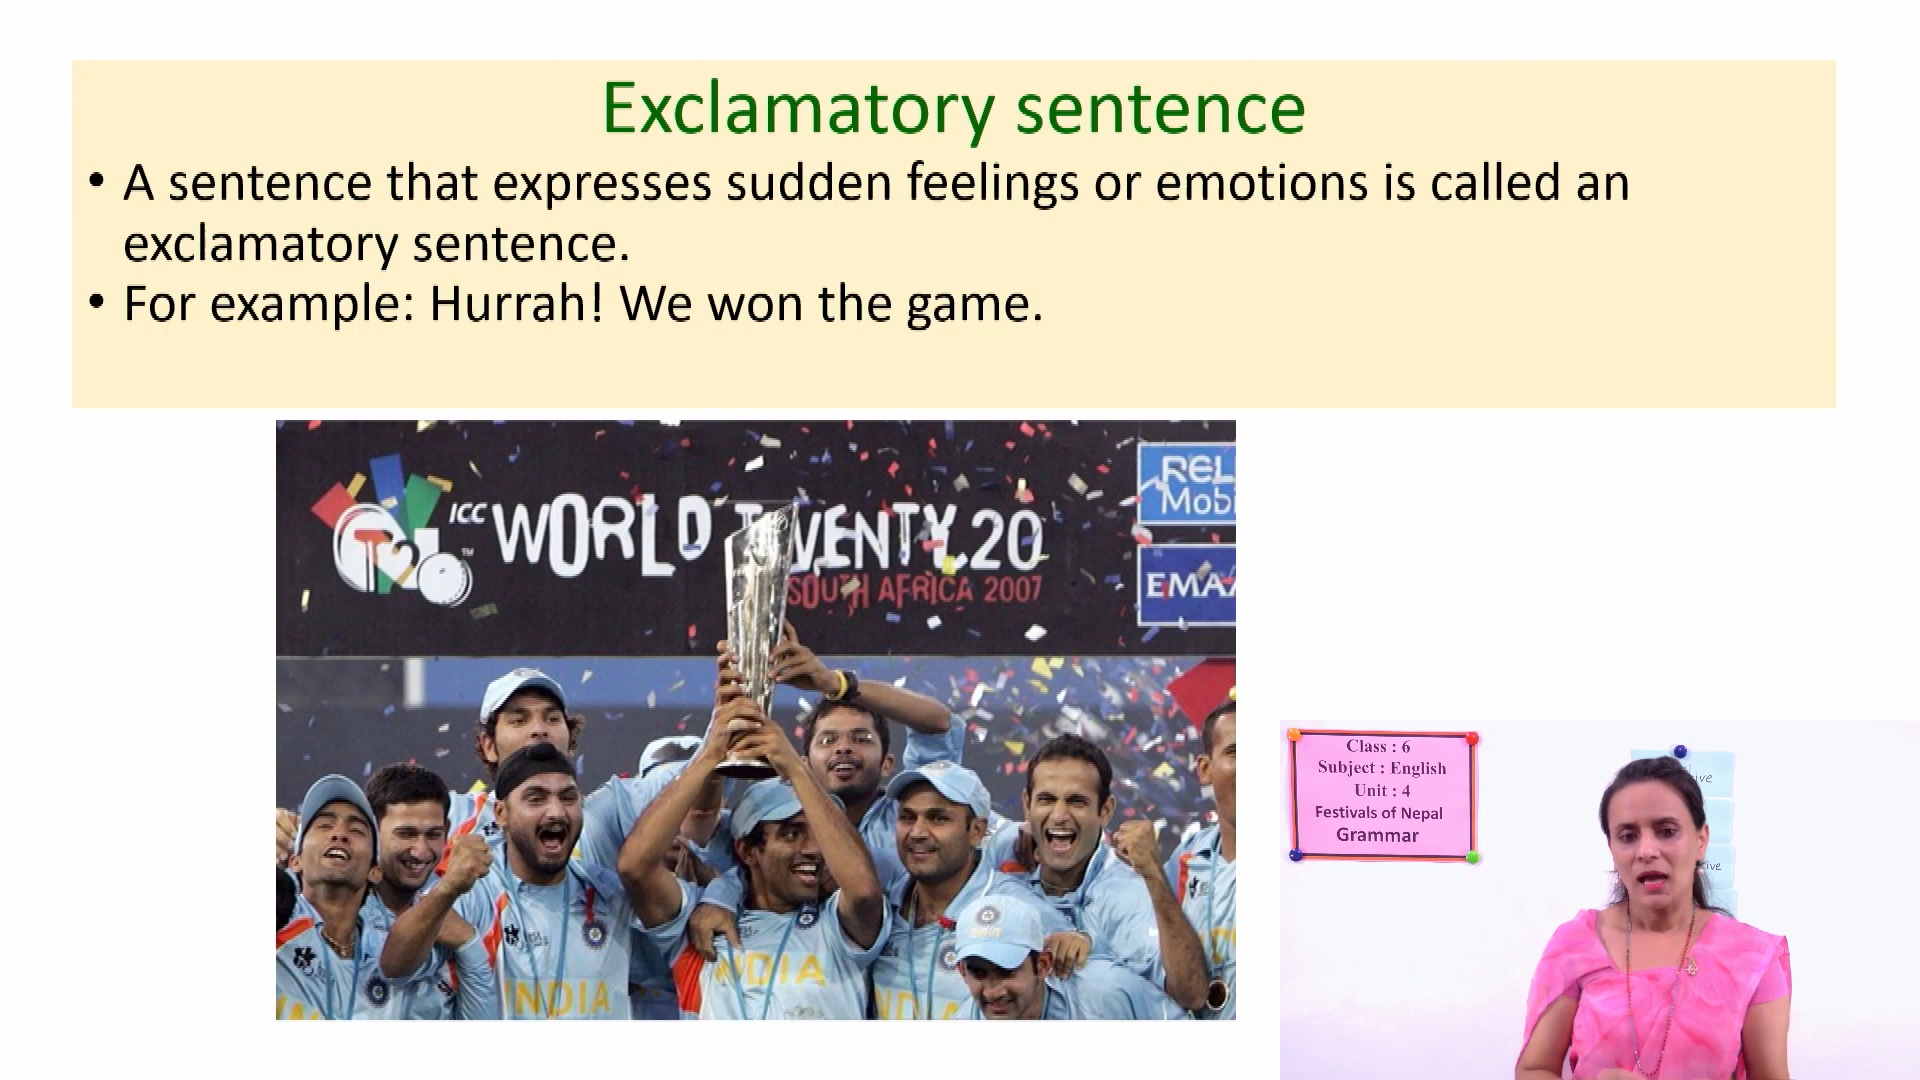 Exclamatory sentence
• A sentence that expresses sudden feelings or emotions is called an
exclamatory sentence.
• For example: Hurrah! We won the game.
T20
ICC WORLD TWENTY20
SOUTH AFRICA 2007
INDIA
INDIA
Class : 6
Subject : English
Unit : 4
Festivals of Nepal
Grammar